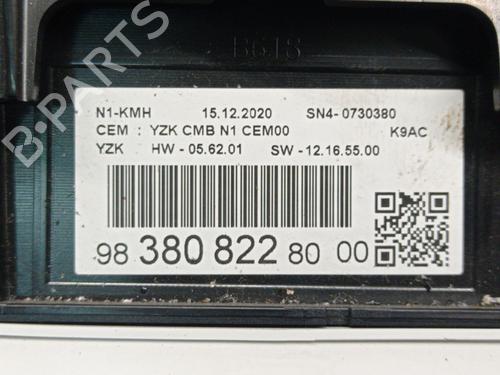 B618
B-PARTS
N1-KMH 15.12.2020 SN4- 0730380
CEM : YZK CMB N1 CEM00 K9AC
YZK HW - 05.62.01 SW - 12.16.55.00
98 380 822 80 00